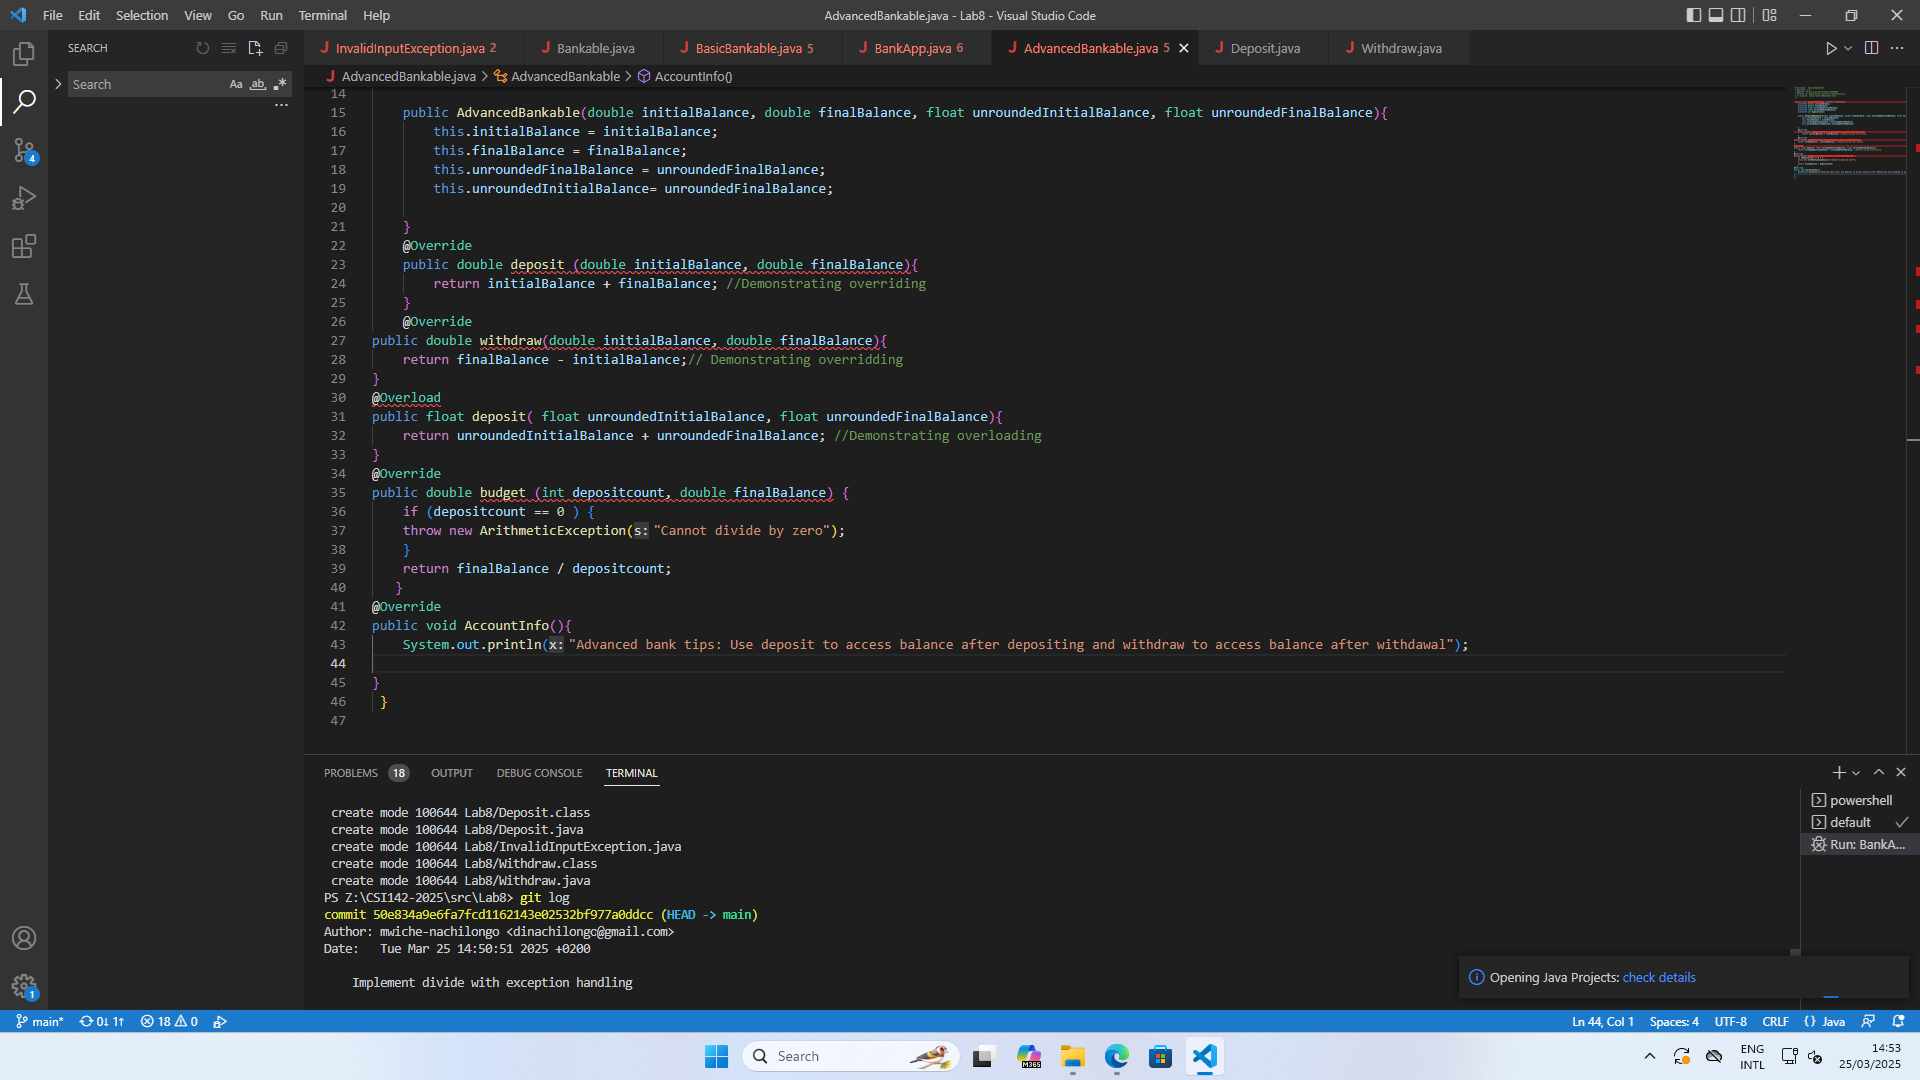 File Edit Selection View Go Run Terminal Help
AdvancedBankable.java - Lab8 - Visual Studio Code
SEARCH
Search
Aa ab
InvalidInputException.java 2 Bankable.java BasicBankable.java 5 BankApp.java 6 AdvancedBankable.java 5 Deposit.java Withdraw.java
AdvancedBankable.java > AdvancedBankable > AccountInfo()
14
15 public AdvancedBankable(double initialBalance, double finalBalance, float unroundedInitialBalance, float unroundedFinalBalance){
16 this.initialBalance = initialBalance;
17 this.finalBalance = finalBalance;
18 this.unroundedFinalBalance = unroundedFinalBalance;
19 this.unroundedInitialBalance= unroundedFinalBalance;
20
21 }
22 @Override
23 public double deposit (double initialBalance, double finalBalance){
24 return initialBalance + finalBalance; //Demonstrating overriding
25 }
26 @Override
27 public double withdraw(double initialBalance, double finalBalance){
28 return finalBalance - initialBalance;// Demonstrating overridding
29 }
30 @Overload
31 public float deposit( float unroundedInitialBalance, float unroundedFinalBalance){
32 return unroundedInitialBalance + unroundedFinalBalance; //Demonstrating overloading
33 }
34 @Override
35 public double budget (int depositcount, double finalBalance) {
36 if (depositcount == 0 ) {
37 throw new ArithmeticException(s: "Cannot divide by zero");
38 }
39 return finalBalance / depositcount;
40 }
41 @Override
42 public void AccountInfo(){
43 System.out.println(x: "Advanced bank tips: Use deposit to access balance after depositing and withdraw to access balance after withdawal");
44
45 }
46 }
47
PROBLEMS 18 OUTPUT DEBUG CONSOLE TERMINAL
create mode 100644 Lab8/Deposit.class
create mode 100644 Lab8/Deposit.java
create mode 100644 Lab8/InvalidInputException.java
create mode 100644 Lab8/Withdraw.class
create mode 100644 Lab8/Withdraw.java
PS Z:\CSI142-2025\src\Lab8> git log
commit 50e834a9e6fa7fcd1162143e02532bf977a0ddcc (HEAD -> main)
Author: mwiche-nachilongo <dinachilongo@gmail.com>
Date: Tue Mar 25 14:50:51 2025 +0200
Implement divide with exception handling
powershell
default
Run: BankA...
Opening Java Projects: check details
4
1
main* 0↓ 1↑ 18 0
Ln 44, Col 1 Spaces: 4 UTF-8 CRLF {} Java
Search
M365
ENG
INTL
14:53
25/03/2025